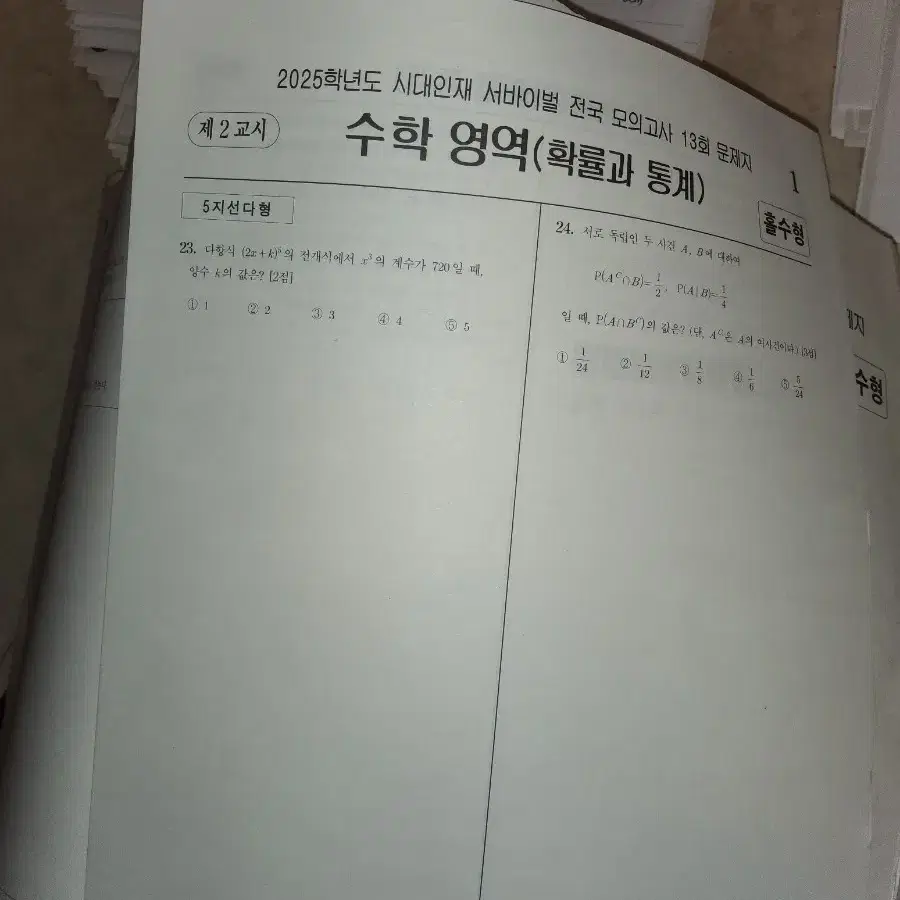 2025학년도 시대인재 서바이벌 전국 모의고사 13회 문제지
1
제 2 교시
수학 영역(확률과 통계)
홀수형
5지선다형
23. 다항식 (2x+k)⁵의 전개식에서 x³의 계수가 720일 때,
양수 k의 값은? [2점]
① 1 ② 2 ③ 3 ④ 4 ⑤ 5
24. 서로 독립인 두 사건 A, B에 대하여
P(A^C∩B)=1/2, P(A|B)=1/4
일 때, P(A∩B^C)의 값은? (단, A^C은 A의 여사건이다.) [3점]
① 1/24 ② 1/12 ③ 1/8 ④ 1/6 ⑤ 5/24
제지
수형